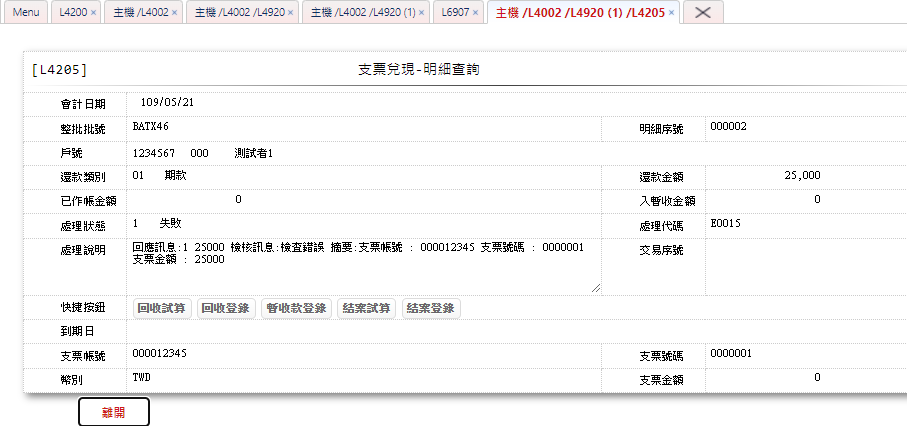 Menu L4200 × 主機 /L4002 × 主機 /L4002 /L4920 × 主機 /L4002 /L4920 (1) × L6907 × 主機 /L4002 /L4920 (1) /L4205 ×
[L4205] 支票兌現-明細查詢
會計日期 109/05/21
整批批號 BATX46 明細序號 000002
戶號 1234567 000 測試者1
還款類別 01 期款 還款金額 25,000
已作帳金額 0 入暫收金額 0
處理狀態 1 失敗 處理代碼 E0015
處理說明 回應訊息:1 25000 檢核訊息:檢查錯誤 摘要:支票帳號 : 000012345 支票號碼 : 0000001 交易序號
支票金額 : 25000
快捷按鈕 回收試算 回收登錄 暫收款登錄 結案試算 結案登錄
到期日
支票帳號 000012345 支票號碼 0000001
幣別 TWD 支票金額 0
離開